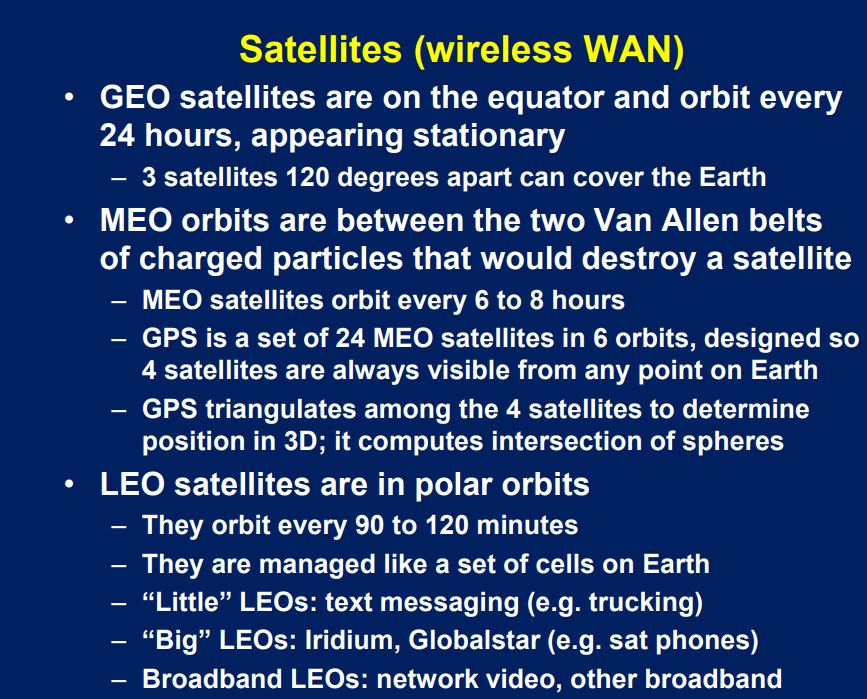 Satellites (wireless WAN)
• GEO satellites are on the equator and orbit every
24 hours, appearing stationary
– 3 satellites 120 degrees apart can cover the Earth
• MEO orbits are between the two Van Allen belts
of charged particles that would destroy a satellite
– MEO satellites orbit every 6 to 8 hours
– GPS is a set of 24 MEO satellites in 6 orbits, designed so
4 satellites are always visible from any point on Earth
– GPS triangulates among the 4 satellites to determine
position in 3D; it computes intersection of spheres
• LEO satellites are in polar orbits
– They orbit every 90 to 120 minutes
– They are managed like a set of cells on Earth
– “Little” LEOs: text messaging (e.g. trucking)
– “Big” LEOs: Iridium, Globalstar (e.g. sat phones)
– Broadband LEOs: network video, other broadband